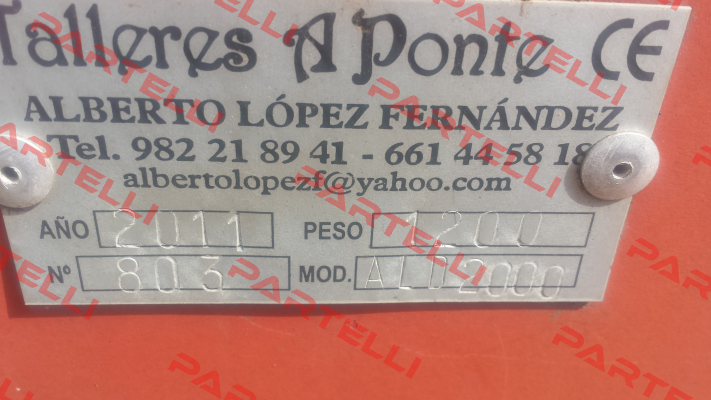 Talleres A Ponte CE
ALBERTO LÓPEZ FERNÁNDEZ
Tel. 982 21 89 41 - 661 44 58 18
albertolopezf@yahoo.com
AÑO 2011 PESO 1200
Nº 803 MOD. ALD2000
PARTELLI